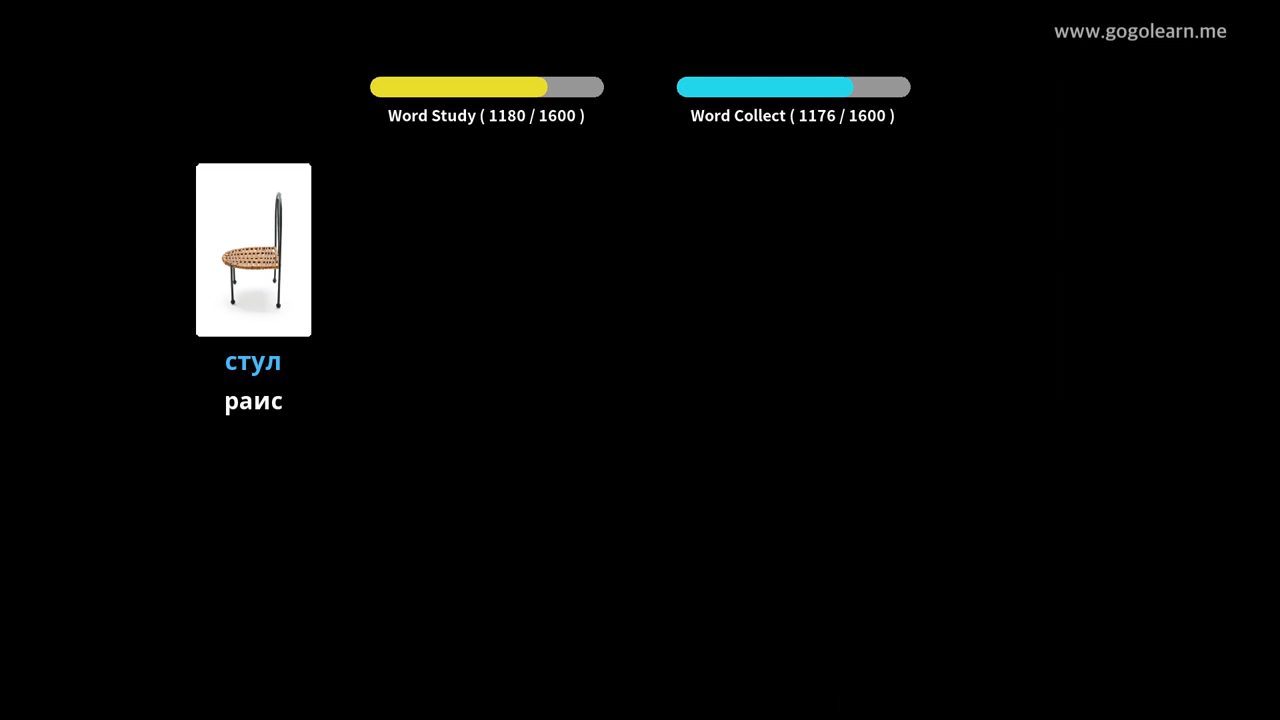 www.gogolearn.me
Word Study ( 1180 / 1600 )
Word Collect ( 1176 / 1600 )
стул
раис